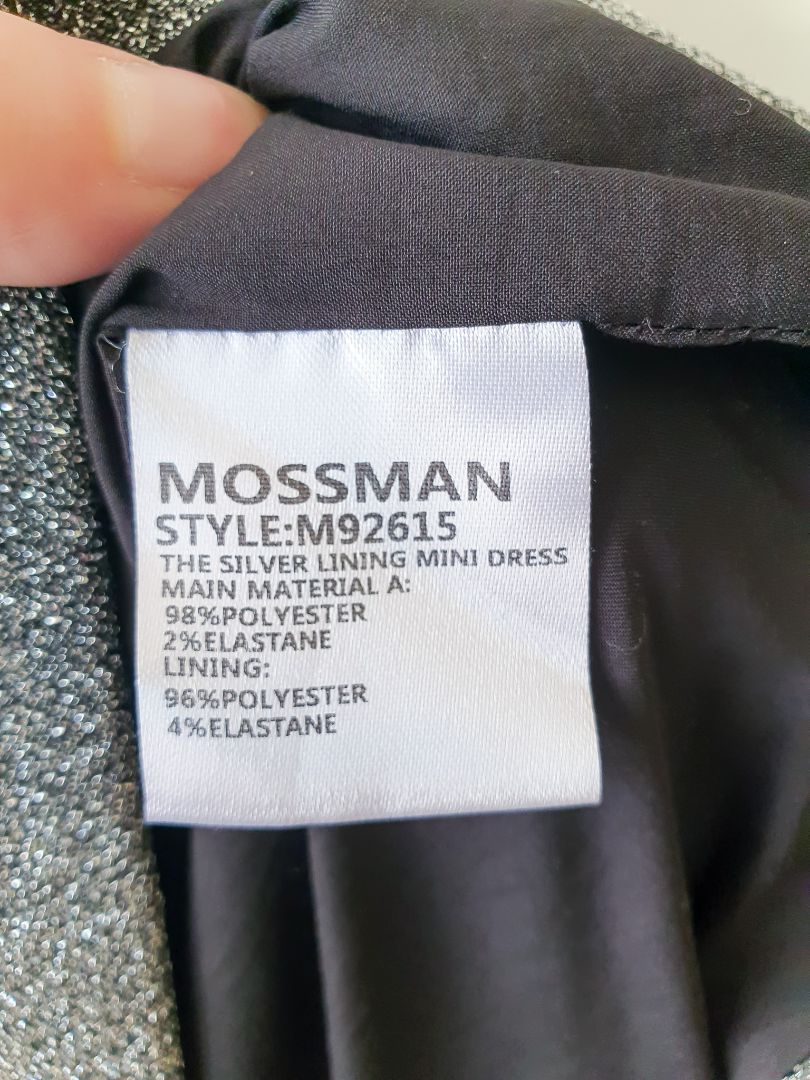 MOSSMAN
STYLE:M92615
THE SILVER LINING MINI DRESS
MAIN MATERIAL A:
98%POLYESTER
2%ELASTANE
LINING:
96%POLYESTER
4%ELASTANE